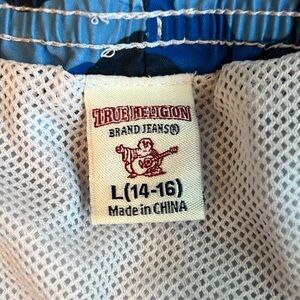 TRUE RELIGION
BRAND JEANS®
L(14-16)
Made in CHINA